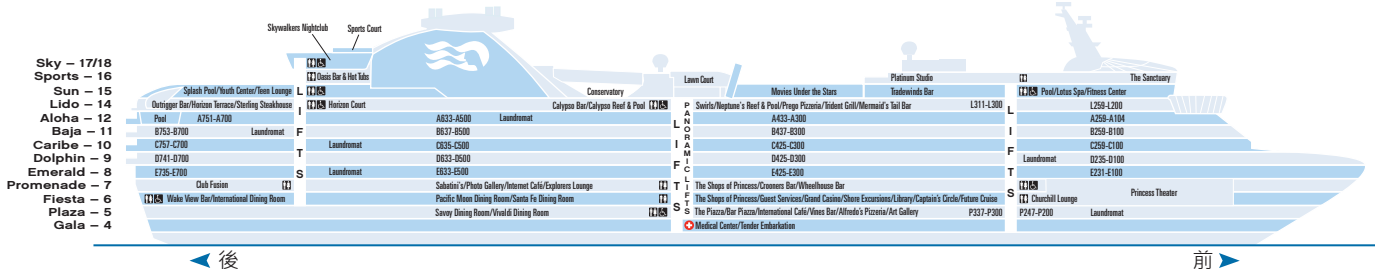 Skywalkers Nightclub Sports Court
Sky – 17/18
Sports – 16 Oasis Bar & Hot Tubs Lawn Court Platinum Studio The Sanctuary
Sun – 15 Splash Pool/Youth Center/Teen Lounge Conservatory Movies Under the Stars Tradewinds Bar Pool/Lotus Spa/Fitness Center
Lido – 14 Outrigger Bar/Horizon Terrace/Sterling Steakhouse Horizon Court Calypso Bar/Calypso Reef & Pool Swirls/Neptune's Reef & Pool/Prego Pizzeria/Trident Grill/Mermaid's Tail Bar L311-L300 L259-L200
Aloha – 12 Pool A751-A700 A633-A500 Laundromat A433-A300 A259-A104
Baja – 11 B753-B700 Laundromat B637-B500 B437-B300 B259-B100
Caribe – 10 C757-C700 Laundromat C635-C500 C425-C300 C259-C100
Dolphin – 9 D741-D700 D633-D500 D425-D300 Laundromat D235-D100
Emerald – 8 E735-E700 Laundromat E633-E500 E425-E300 E231-E100
Promenade – 7 Club Fusion Sabatini's/Photo Gallery/Internet Café/Explorers Lounge The Shops of Princess/Crooners Bar/Wheelhouse Bar Princess Theater
Fiesta – 6 Wake View Bar/International Dining Room Pacific Moon Dining Room/Santa Fe Dining Room The Shops of Princess/Guest Services/Grand Casino/Shore Excursions/Library/Captain's Circle/Future Cruise Churchill Lounge
Plaza – 5 Savoy Dining Room/Vivaldi Dining Room The Piazza/Bar Piazza/International Café/Vines Bar/Alfredo's Pizzeria/Art Gallery P337-P300 P247-P200 Laundromat
Gala – 4 Medical Center/Tender Embarkation
LIFTS
LIFTS
PANORAMIC LIFTS
LIFTS
後 前